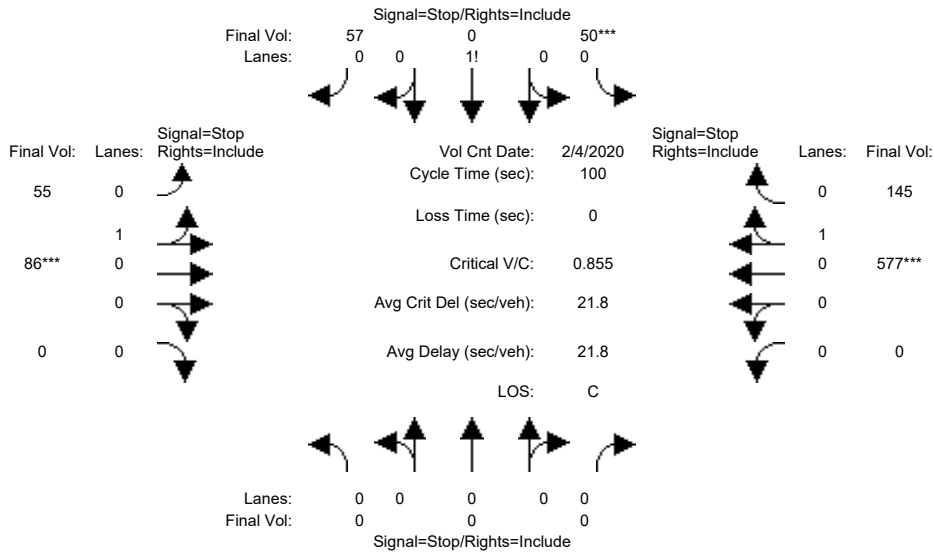 Signal=Stop/Rights=Include
Final Vol: 57 0 50***
Lanes: 0 0 1! 0 0
Signal=Stop
Final Vol: Lanes: Rights=Include
Vol Cnt Date: 2/4/2020
Signal=Stop
Rights=Include Lanes: Final Vol:
Cycle Time (sec): 100
55 0
0 145
Loss Time (sec): 0
1
1
86*** 0
Critical V/C: 0.855
0 577***
0
Avg Crit Del (sec/veh): 21.8
0
0 0
Avg Delay (sec/veh): 21.8
0 0
LOS: C
Lanes: 0 0 0 0 0
Final Vol: 0 0 0
Signal=Stop/Rights=Include